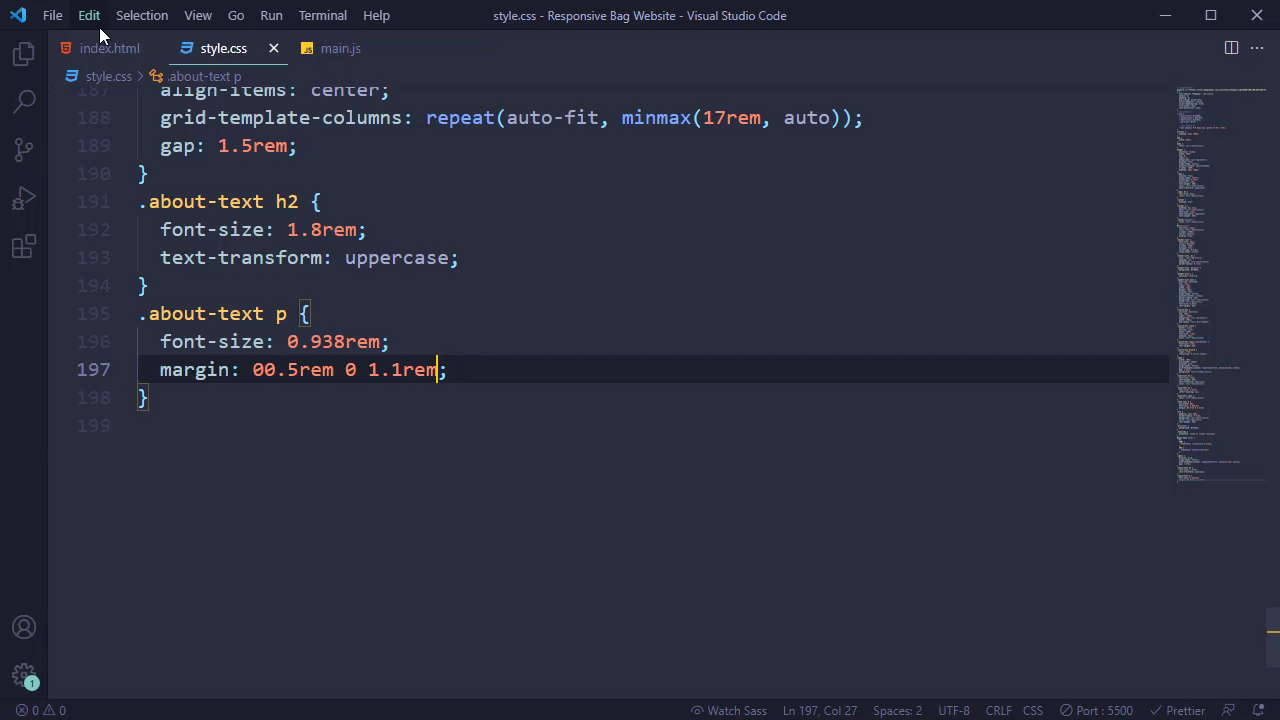 File Edit Selection View Go Run Terminal Help style.css - Responsive Bag Website - Visual Studio Code
index.html style.css main.js
style.css > .about-text p
187 align-items: center;
188 grid-template-columns: repeat(auto-fit, minmax(17rem, auto));
189 gap: 1.5rem;
190 }
191 .about-text h2 {
192 font-size: 1.8rem;
193 text-transform: uppercase;
194 }
195 .about-text p {
196 font-size: 0.938rem;
197 margin: 00.5rem 0 1.1rem;
198 }
199
1
0 0 Watch Sass Ln 197, Col 27 Spaces: 2 UTF-8 CRLF CSS Port : 5500 Prettier